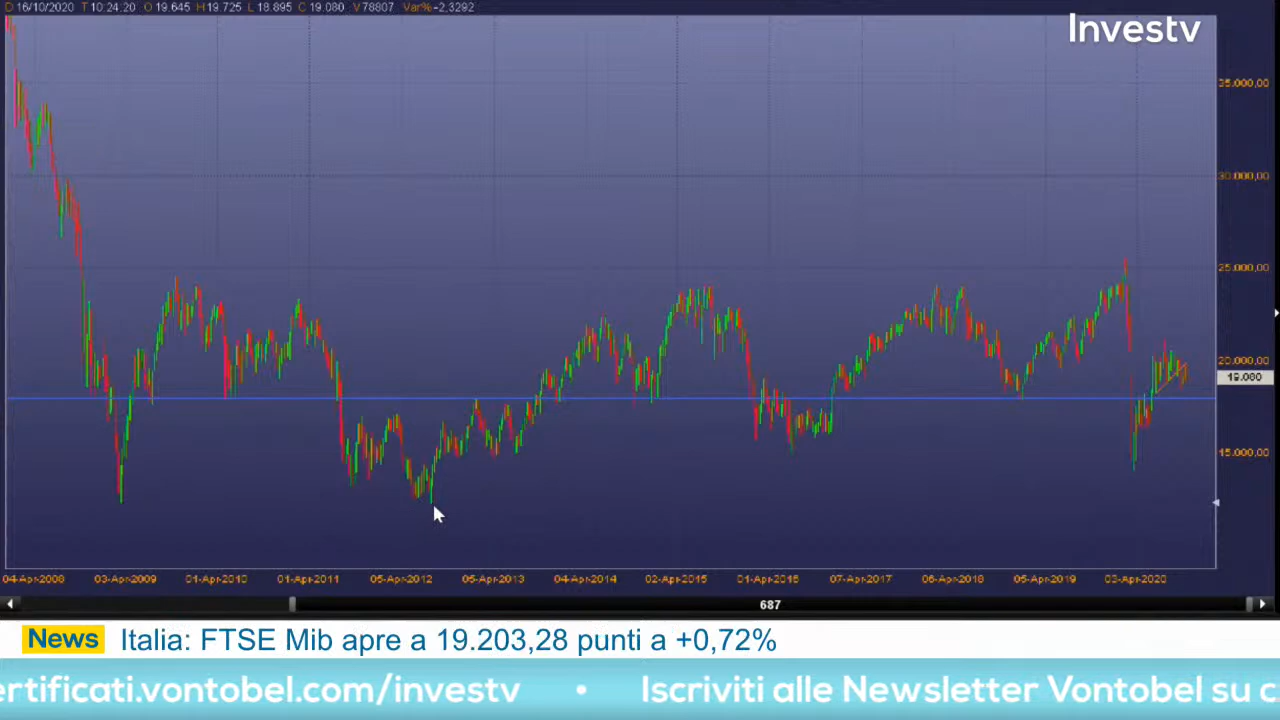 D 16/10/2020 T 10:24:20 O 19.645 H 19.725 L 18.895 C 19.080 V 78807 Var% -2,3292
Investv
35.000,00
30.000,00
25.000,00
20.000,00
19.080
15.000,00
04-Apr-2008 03-Apr-2009 01-Apr-2010 01-Apr-2011 05-Apr-2012 05-Apr-2013 04-Apr-2014 02-Apr-2015 01-Apr-2016 07-Apr-2017 06-Apr-2018 05-Apr-2019 03-Apr-2020
687
News Italia: FTSE Mib apre a 19.203,28 punti a +0,72%
ertificati.vontobel.com/investv • Iscriviti alle Newsletter Vontobel su c